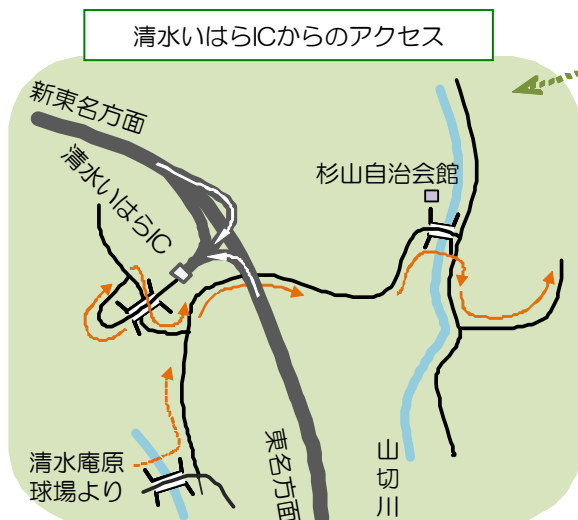 清水いはらICからのアクセス
新東名方面
清水いはらIC
杉山自治会館
清水庵原
球場より
東名方面
山切川